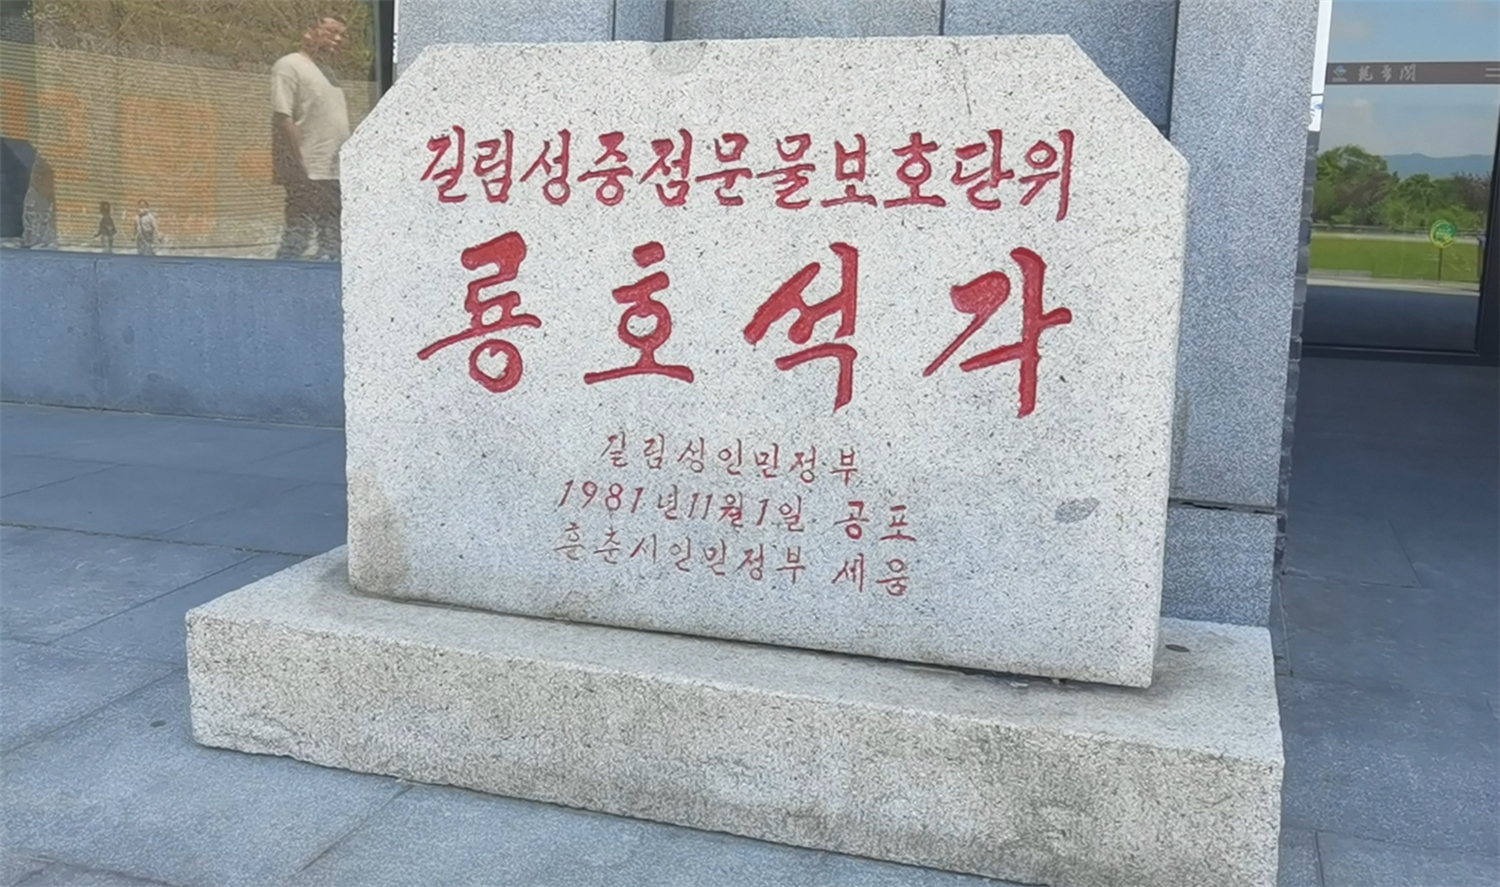 길림성중점문물보호단위
룡호석각
길림성인민정부
1981년11월1일 공포
훈춘시인민정부 세움